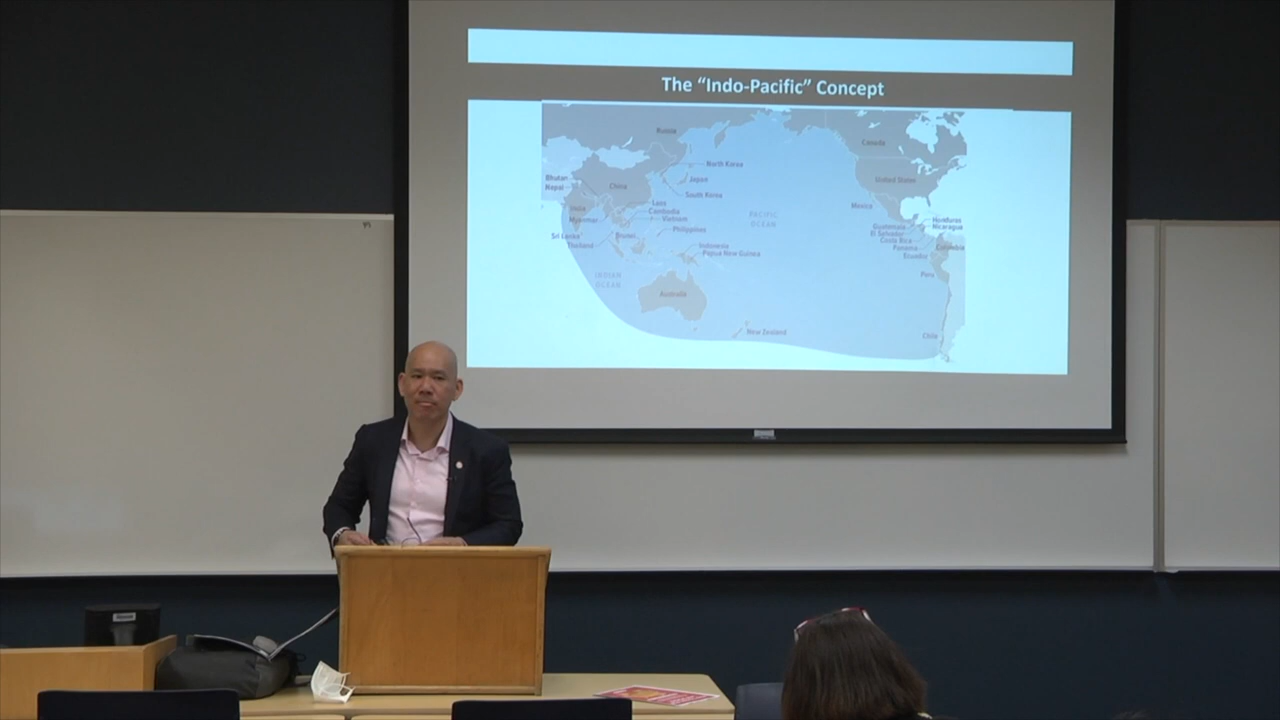 The “Indo-Pacific” Concept
Russia
Canada
North Korea
Bhutan
Nepal
China
Japan
United States
South Korea
India
Laos
Cambodia
Vietnam
Mexico
Myanmar
PACIFIC
OCEAN
Honduras
Nicaragua
Philippines
Guatemala
El Salvador
Sri Lanka
Brunei
Costa Rica
Thailand
Indonesia
Panama
Colombia
Papua New Guinea
Ecuador
INDIAN
OCEAN
Peru
Australia
New Zealand
Chile